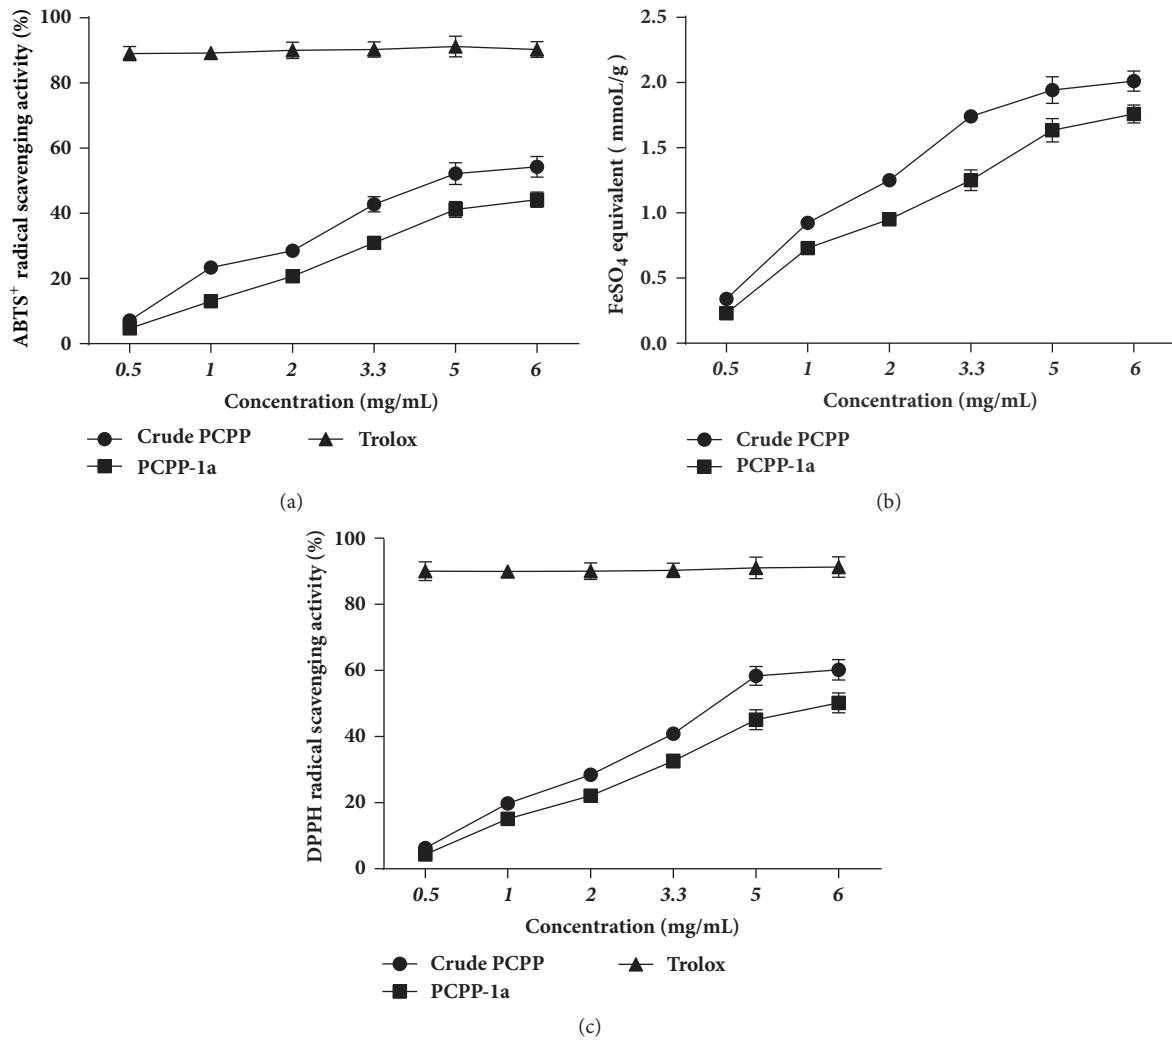 (a)
ABTS+ radical scavenging activity (%)
100
80
60
40
20
0
0.5 1 2 3.3 5 6
Concentration (mg/mL)
Crude PCPP Trolox
PCPP-1a
(a)
FeSO4 equivalent ( mmoL/g)
2.5
2.0
1.5
1.0
0.5
0.0
0.5 1 2 3.3 5 6
Concentration (mg/mL)
Crude PCPP
PCPP-1a
(b)
DPPH radical scavenging activity (%)
100
80
60
40
20
0
0.5 1 2 3.3 5 6
Concentration (mg/mL)
Crude PCPP Trolox
PCPP-1a
(c)